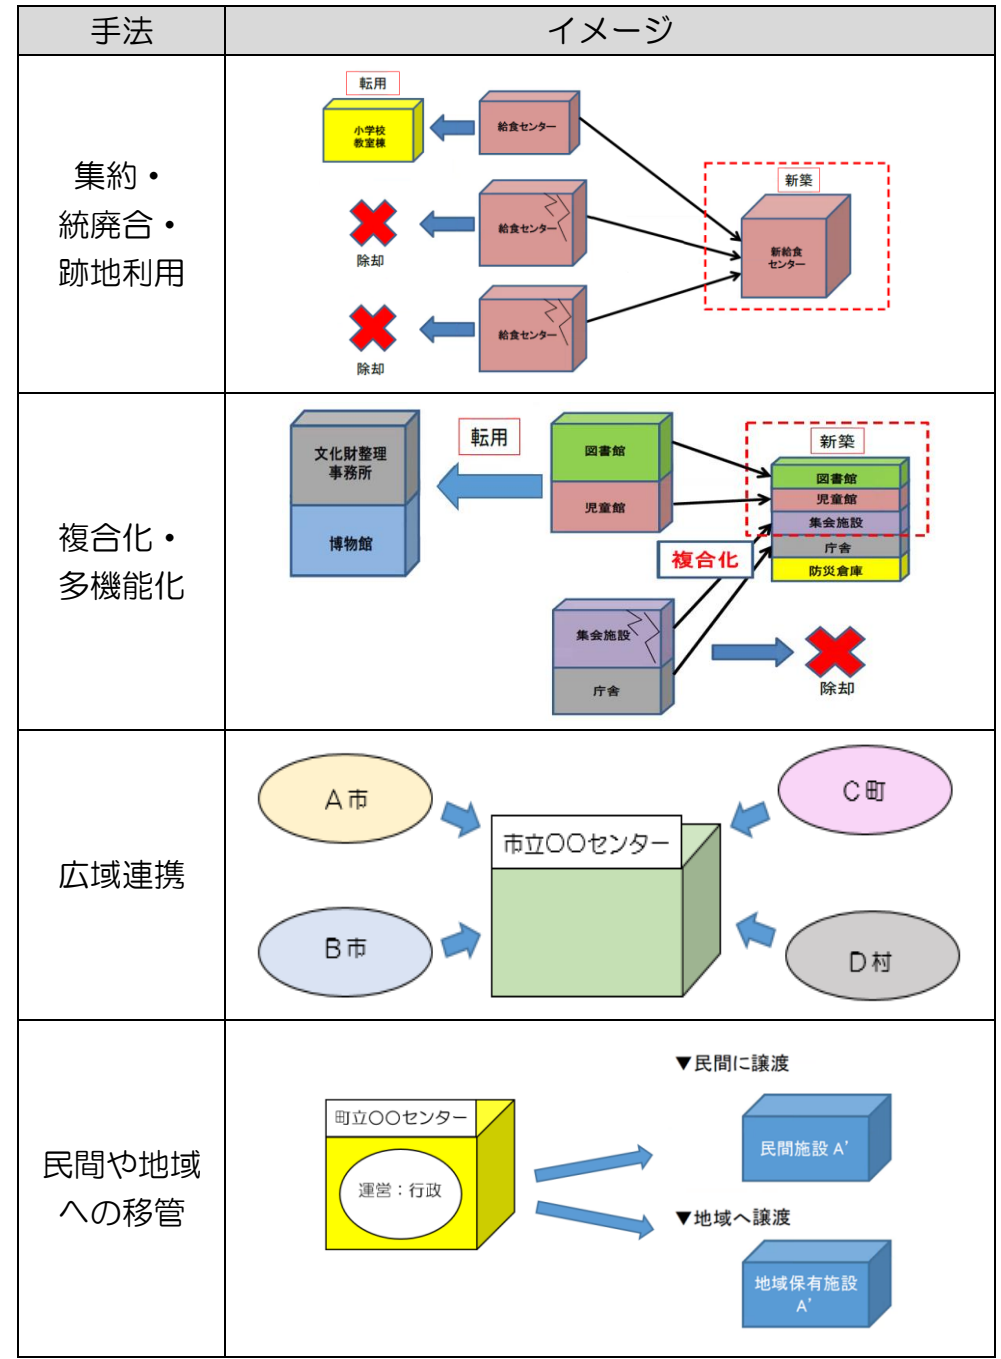 手法
イメージ
集約・
統廃合・
跡地利用
転用
小学校
教室棟
給食センター
新築
新給食
センター
給食センター
除却
給食センター
除却
複合化・
多機能化
文化財整理
事務所
博物館
転用
図書館
児童館
新築
図書館
児童館
集会施設
庁舎
防災倉庫
複合化
集会施設
庁舎
除却
広域連携
A市
C町
市立〇〇センター
B市
D村
民間や地域
への移管
▼民間に譲渡
町立〇〇センター
運営：行政
民間施設 A’
▼地域へ譲渡
地域保有施設
A’